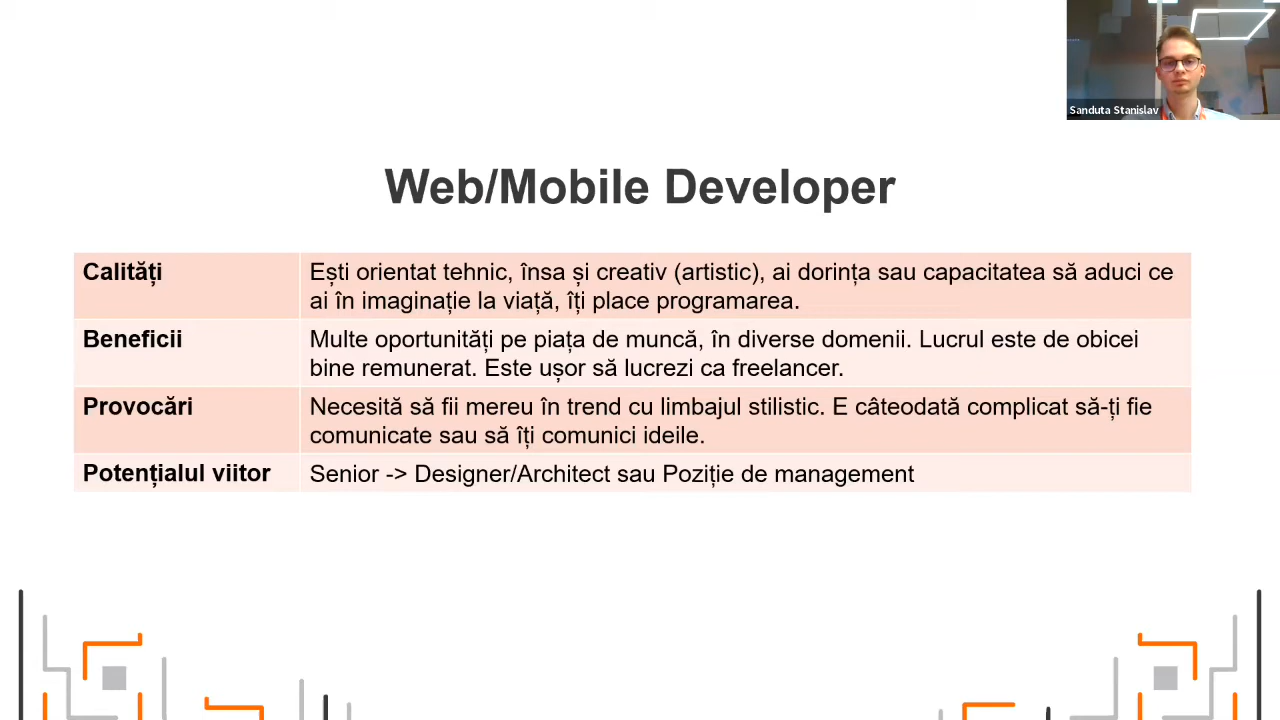 Sanduta Stanislav
Web/Mobile Developer
Calități
Ești orientat tehnic, însa și creativ (artistic), ai dorința sau capacitatea să aduci ce
ai în imaginație la viață, îți place programarea.
Beneficii
Multe oportunități pe piața de muncă, în diverse domenii. Lucrul este de obicei
bine remunerat. Este ușor să lucrezi ca freelancer.
Provocări
Necesită să fii mereu în trend cu limbajul stilistic. E câteodată complicat să-ți fie
comunicate sau să îți comunici ideile.
Potențialul viitor
Senior -> Designer/Architect sau Poziție de management